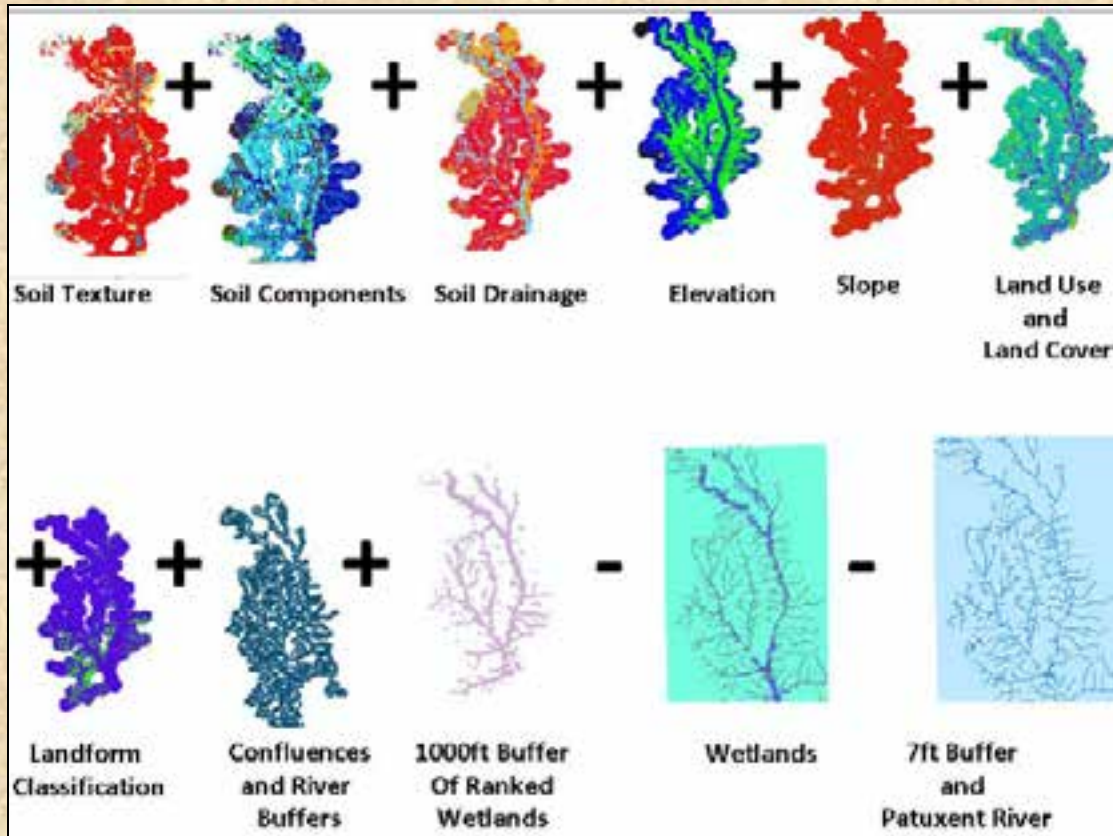 + + + + +
Soil Texture
Soil Components
Soil Drainage
Elevation
Slope
Land Use
and
Land Cover
+ + + - -
Landform
Classification
Confluences
and River
Buffers
1000ft Buffer
Of Ranked
Wetlands
Wetlands
7ft Buffer
and
Patuxent River